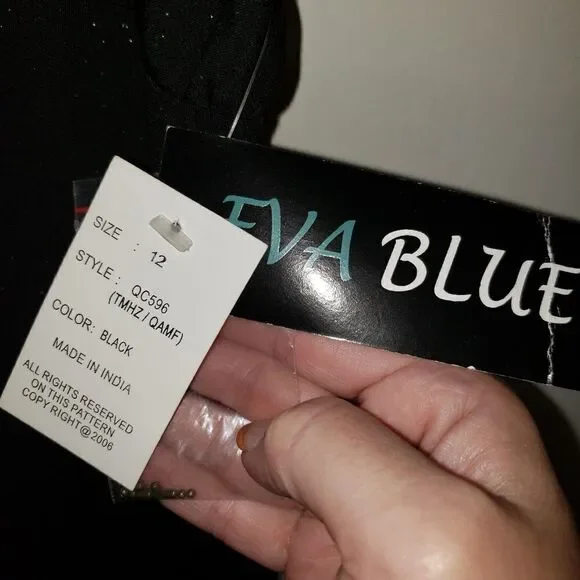 EVA BLUE
SIZE : 12
STYLE : QC596
(TMHZ / QAMF)
COLOR: BLACK
MADE IN INDIA
ALL RIGHTS RESERVED
ON THIS PATTERN
COPY RIGHT@2006